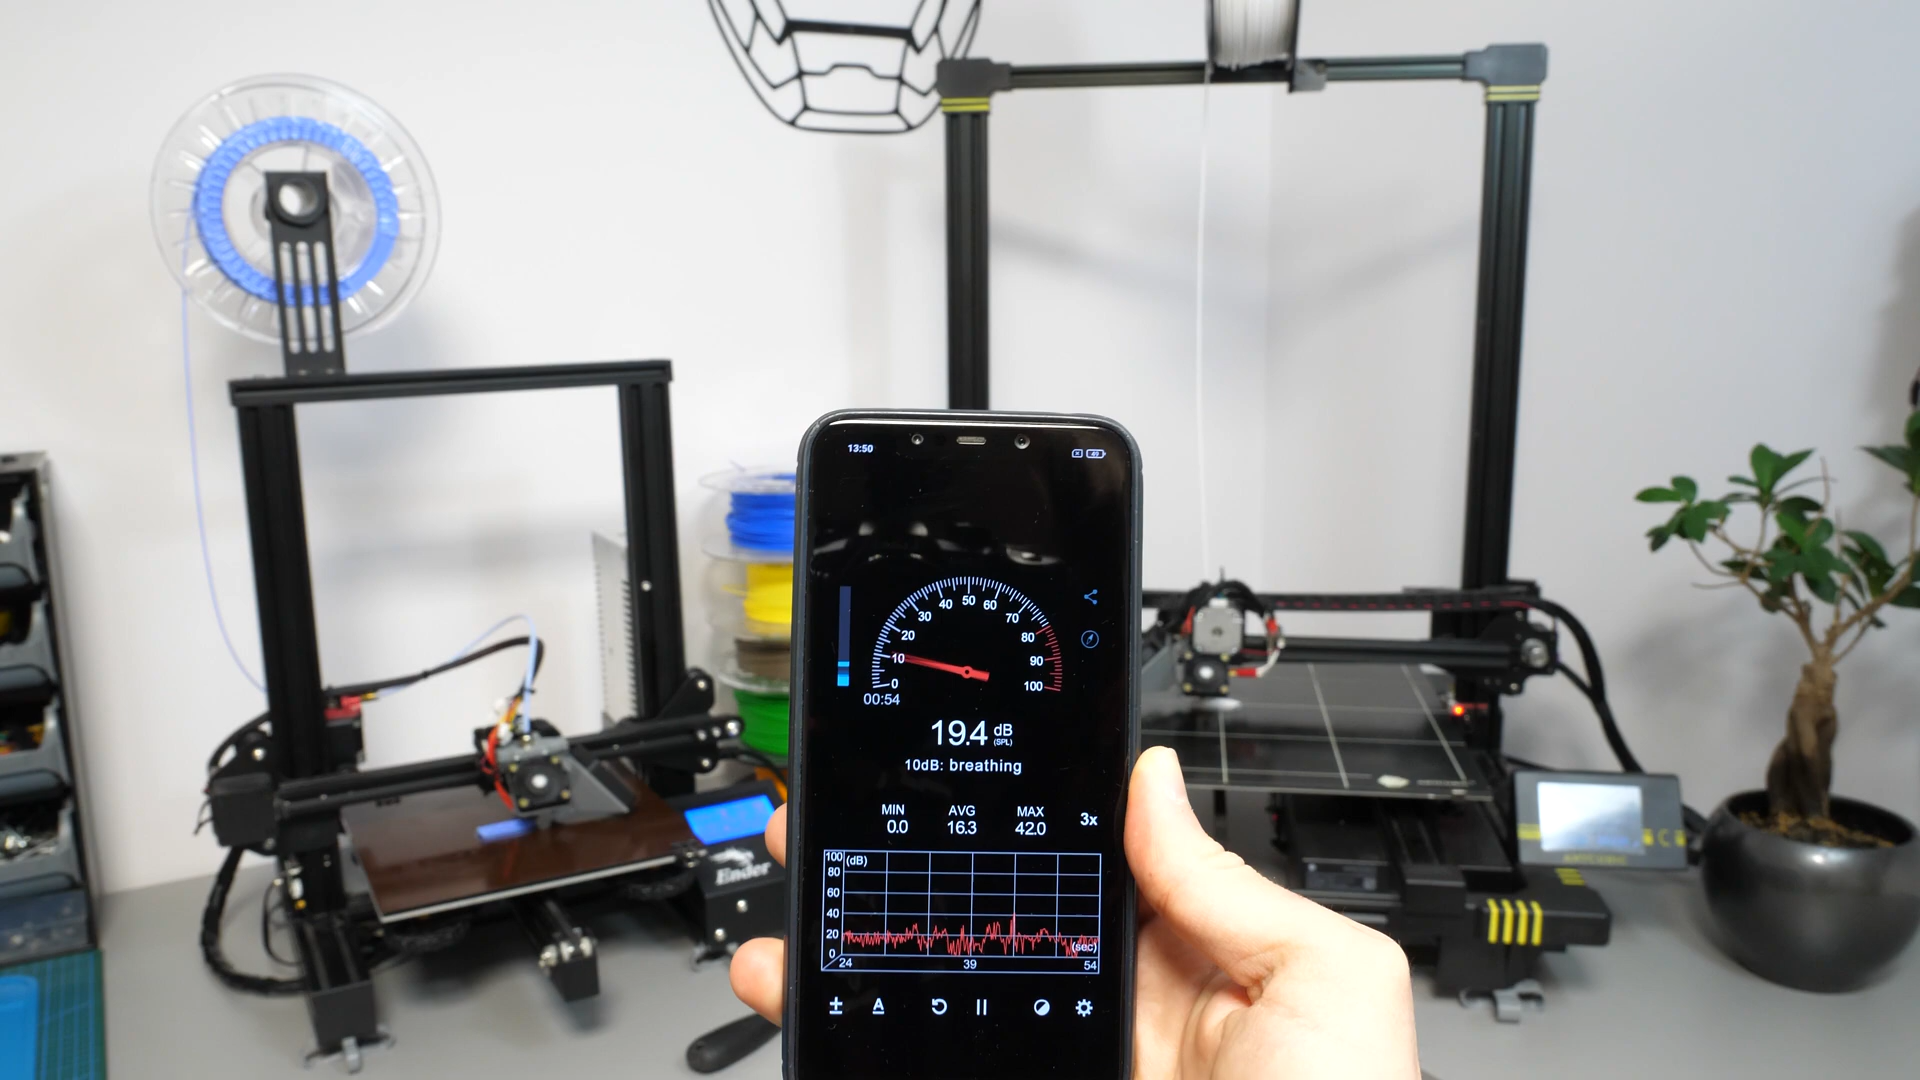 13:50
49
50
40
60
30
70
20
80
10
90
0
100
00:54
19.4 dB
(SPL)
10dB: breathing
MIN AVG MAX
0.0 16.3 42.0
3x
100 (dB)
80
60
40
20
0
(sec)
24 39 54
A
Ender